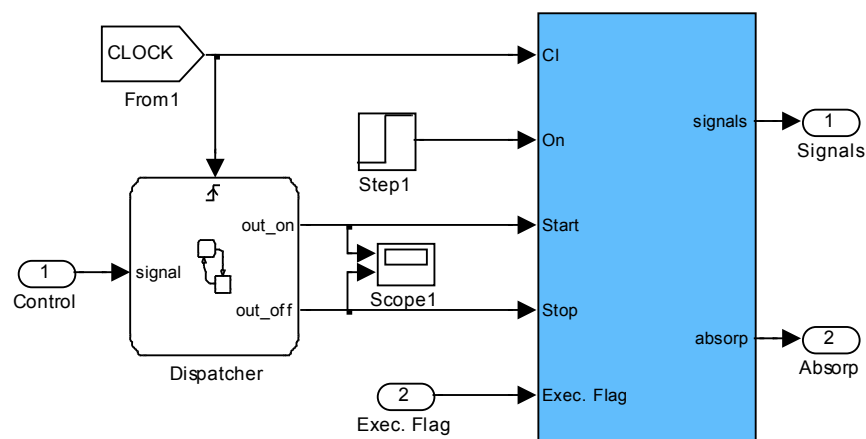 CLOCK
From1
Cl
On
Step1
signals
1
Signals
out_on
Start
1
Control
signal
Scope1
out_off
Stop
Dispatcher
absorp
2
Absorp
2
Exec. Flag
Exec. Flag